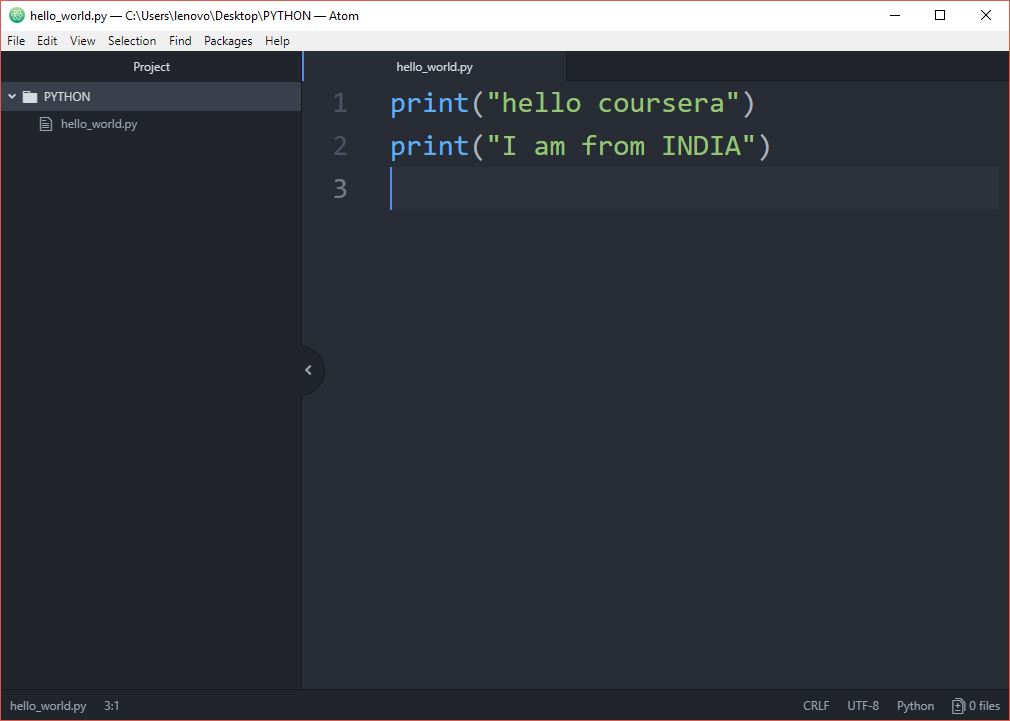 hello_world.py — C:\Users\lenovo\Desktop\PYTHON — Atom
File Edit View Selection Find Packages Help
Project
hello_world.py
PYTHON
hello_world.py
1 print("hello coursera")
2 print("I am from INDIA")
3
hello_world.py 3:1 CRLF UTF-8 Python 0 files